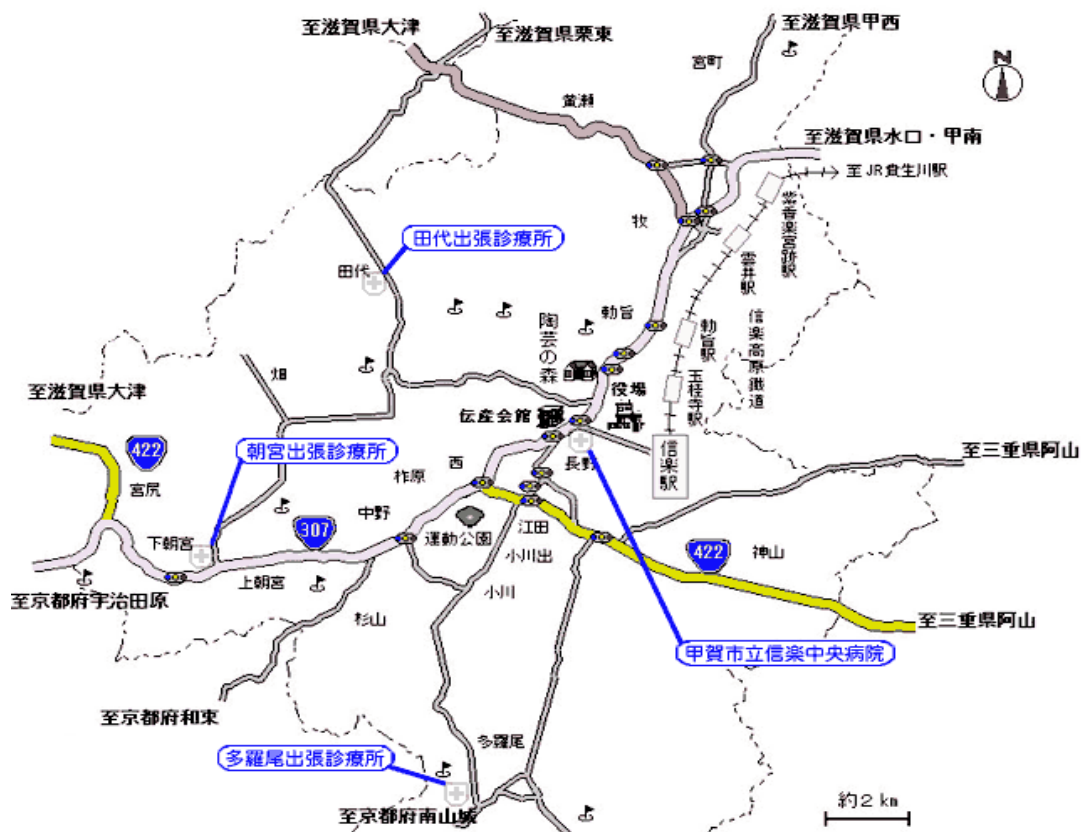 至滋賀県大津
至滋賀県栗東
至滋賀県甲西
宮町
N
黄瀬
至滋賀県水口・甲南
至JR貴生川駅
紫香楽宮跡駅
牧
田代出張診療所
雲井駅
田代
勅旨
陶芸の森
信楽高原鐵道
勅旨駅
畑
至滋賀県大津
役場
玉桂寺駅
伝産会館
422
朝宮出張診療所
長野
信楽駅
至三重県阿山
西
柞原
宮尻
中野
307
運動公園
江田
下朝宮
小川出
422
神山
上朝宮
小川
至京都府宇治田原
杉山
至三重県阿山
甲賀市立信楽中央病院
至京都府和束
多羅尾
多羅尾出張診療所
至京都府南山城
約2km